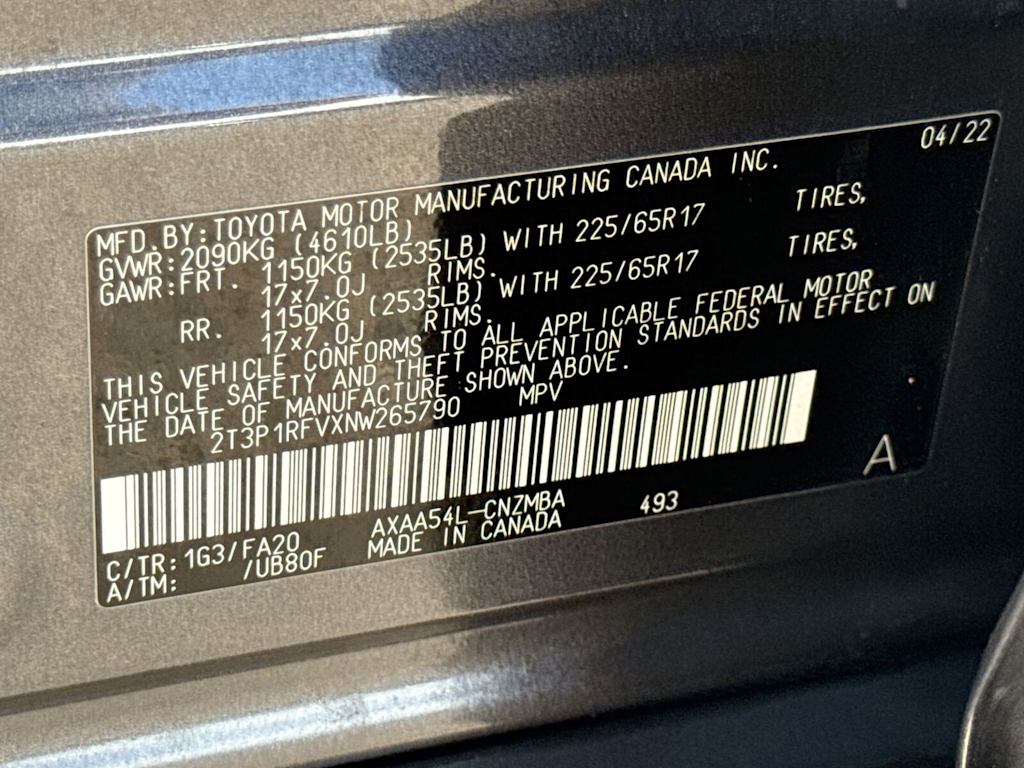 04/22
MFD.BY:TOYOTA MOTOR MANUFACTURING CANADA INC.
GVWR:2090KG (4610LB)
GAWR:FRT. 1150KG (2535LB) WITH 225/65R17 TIRES,
17x7.0J RIMS.
RR. 1150KG (2535LB) WITH 225/65R17 TIRES,
17x7.0J RIMS.
THIS VEHICLE CONFORMS TO ALL APPLICABLE FEDERAL MOTOR
VEHICLE SAFETY AND THEFT PREVENTION STANDARDS IN EFFECT ON
THE DATE OF MANUFACTURE SHOWN ABOVE.
2T3P1RFVXNW265790 MPV
A
AXAA54L-CNZMBA 493
C/TR:1G3/FA20 MADE IN CANADA
A/TM: /UB80F